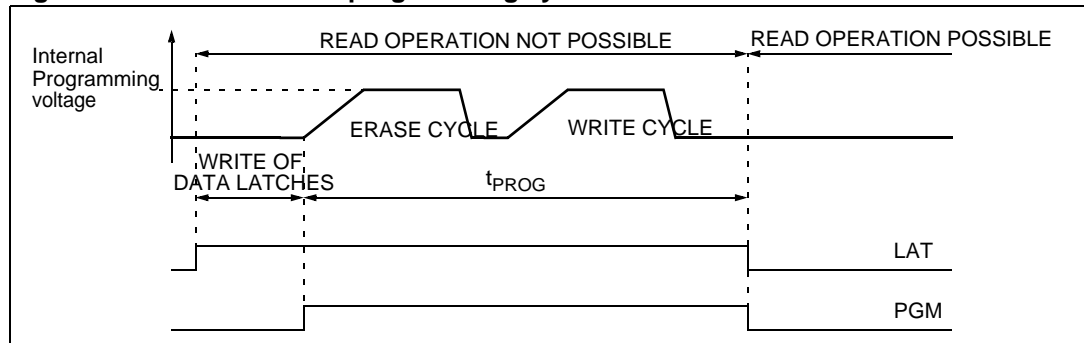 READ OPERATION NOT POSSIBLE
READ OPERATION POSSIBLE
Internal
Programming
voltage
ERASE CYCLE
WRITE CYCLE
WRITE OF
DATA LATCHES
tPROG
LAT
PGM